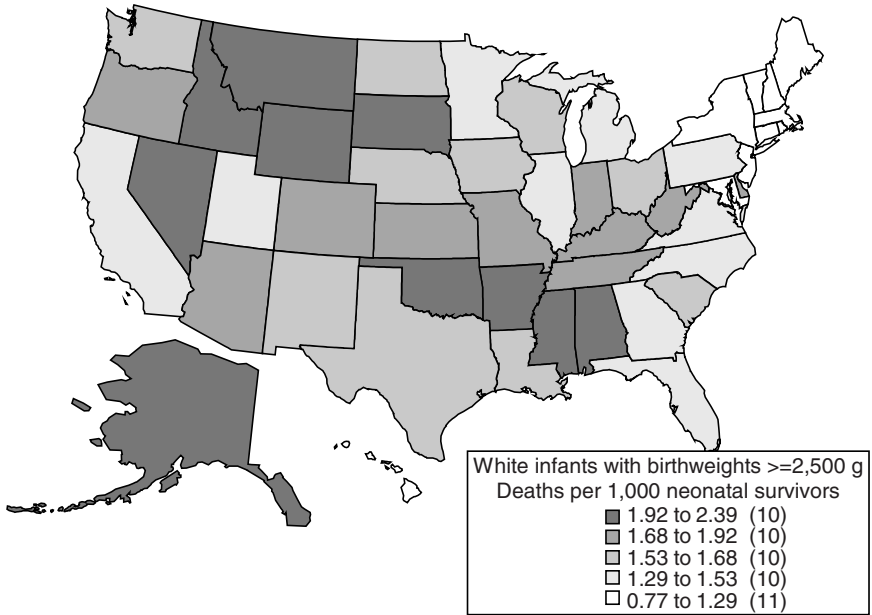 White infants with birthweights >=2,500 g
Deaths per 1,000 neonatal survivors
1.92 to 2.39 (10)
1.68 to 1.92 (10)
1.53 to 1.68 (10)
1.29 to 1.53 (10)
0.77 to 1.29 (11)